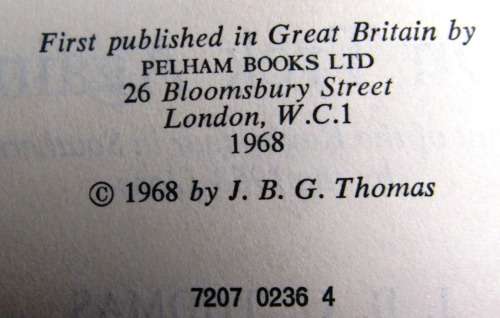 First published in Great Britain by
PELHAM BOOKS LTD
26 Bloomsbury Street
London, W.C.1
1968
© 1968 by J. B. G. Thomas
7207 0236 4